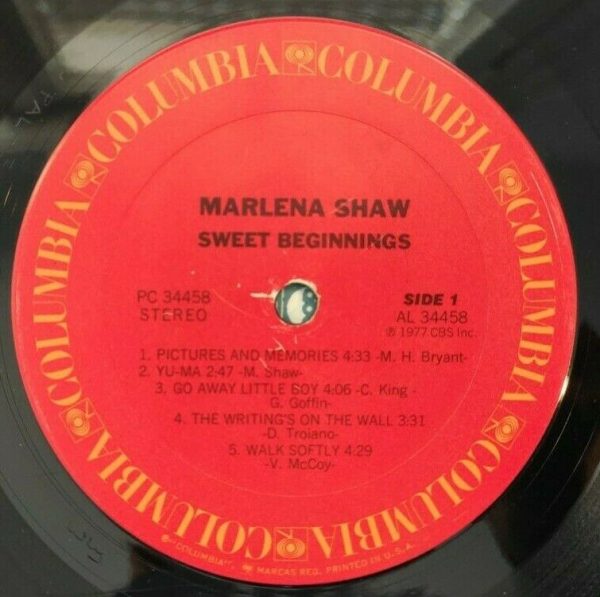 COLUMBIA COLUMBIA COLUMBIA COLUMBIA COLUMBIA COLUMBIA
MARLENA SHAW
SWEET BEGINNINGS
PC 34458
STEREO
SIDE 1
AL 34458
℗ 1977 CBS Inc.
1. PICTURES AND MEMORIES 4:33 -M. H. Bryant-
2. YU-MA 2:47 -M. Shaw-
3. GO AWAY LITTLE BOY 4:06 -C. King -
G. Goffin-
4. THE WRITING'S ON THE WALL 3:31
-D. Troiano-
5. WALK SOFTLY 4:29
-V. McCoy-
"COLUMBIA", MARCAS REG. PRINTED IN U.S.A.